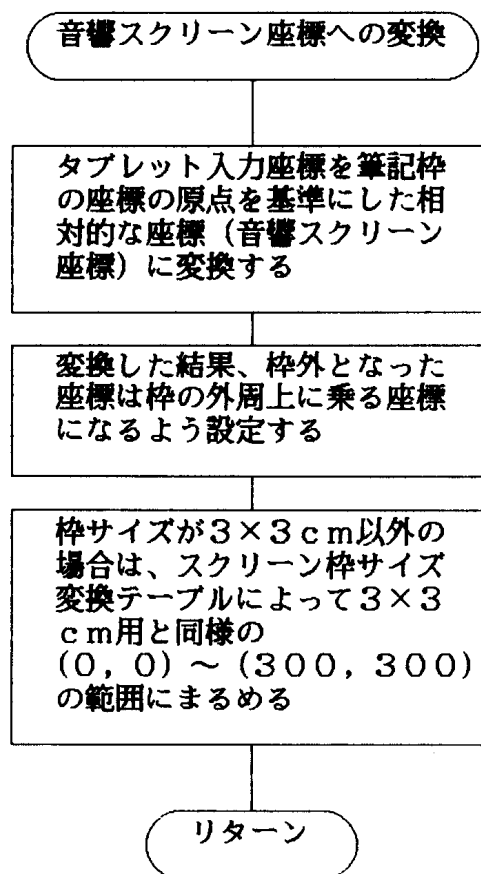 音響スクリーン座標への変換
タブレット入力座標を筆記枠
の座標の原点を基準にした相
対的な座標（音響スクリーン
座標）に変換する
変換した結果、枠外となった
座標は枠の外周上に乗る座標
になるよう設定する
枠サイズが３×３ｃｍ以外の
場合は、スクリーン枠サイズ
変換テーブルによって３×３
ｃｍ用と同様の
（０，０）～（３００，３００）
の範囲にまるめる
リターン